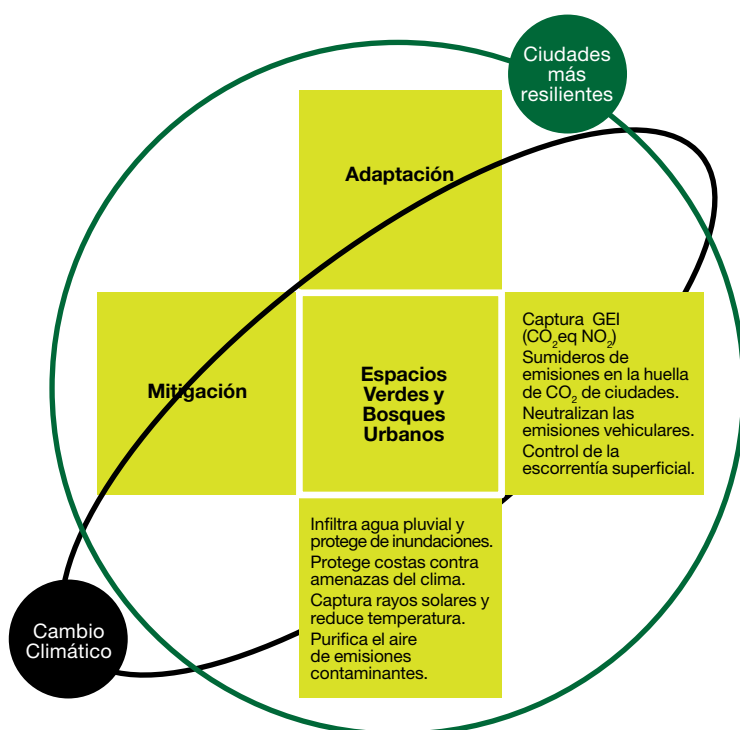 Ciudades
más
resilientes
Adaptación
Mitigación
Espacios
Verdes y
Bosques
Urbanos
Captura GEI
(CO₂eq NO₂)
Sumideros de
emisiones en la huella
de CO₂ de ciudades.
Neutralizan las
emisiones vehiculares.
Control de la
escorrentía superficial.
Infiltra agua pluvial y
protege de inundaciones.
Protege costas contra
amenazas del clima.
Captura rayos solares y
reduce temperatura.
Purifica el aire
de emisiones
contaminantes.
Cambio
Climático